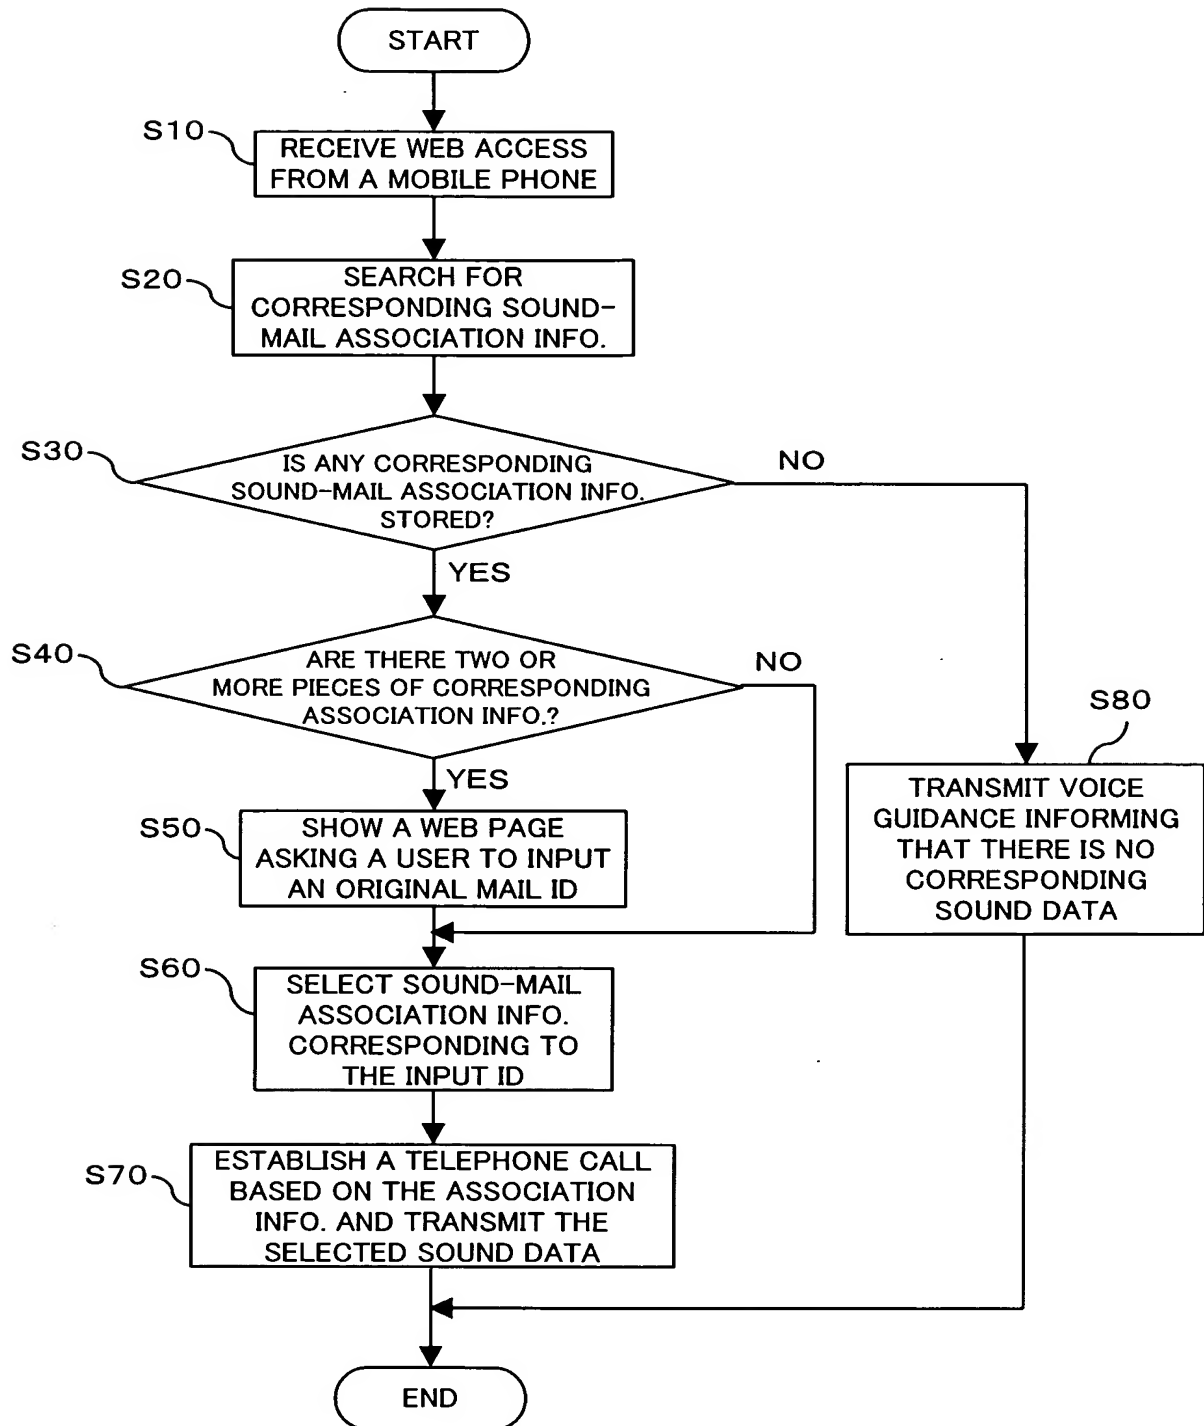 START
S10
RECEIVE WEB ACCESS
FROM A MOBILE PHONE
S20
SEARCH FOR
CORRESPONDING SOUND-
MAIL ASSOCIATION INFO.
S30
IS ANY CORRESPONDING
SOUND-MAIL ASSOCIATION INFO.
STORED?
NO
YES
S40
ARE THERE TWO OR
MORE PIECES OF CORRESPONDING
ASSOCIATION INFO.?
NO
YES
S80
TRANSMIT VOICE
GUIDANCE INFORMING
THAT THERE IS NO
CORRESPONDING
SOUND DATA
S50
SHOW A WEB PAGE
ASKING A USER TO INPUT
AN ORIGINAL MAIL ID
S60
SELECT SOUND-MAIL
ASSOCIATION INFO.
CORRESPONDING TO
THE INPUT ID
S70
ESTABLISH A TELEPHONE CALL
BASED ON THE ASSOCIATION
INFO. AND TRANSMIT THE
SELECTED SOUND DATA
END